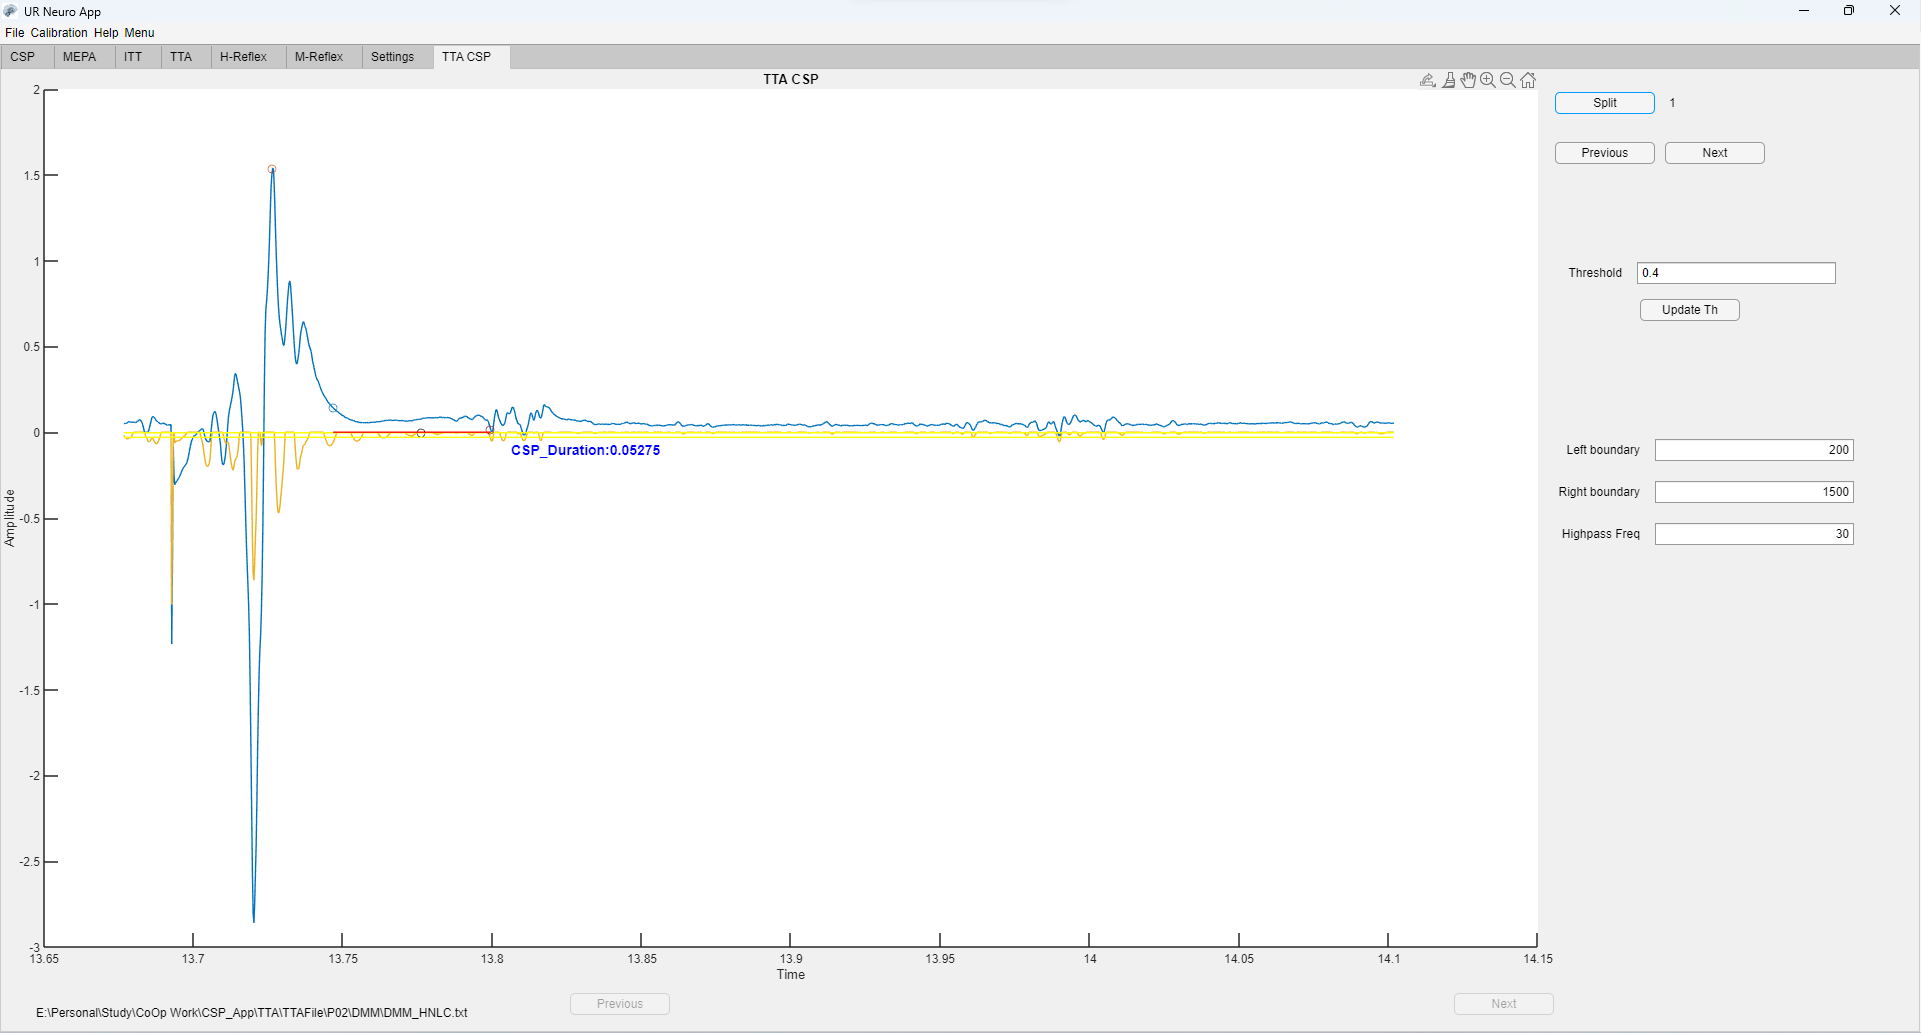 UR Neuro App
File Calibration Help Menu
CSP MEPA ITT TTA H-Reflex M-Reflex Settings TTA CSP
TTA CSP
Split 1
Previous Next
Threshold 0.4
Update Th
Left boundary 200
Right boundary 1500
Highpass Freq 30
2
1.5
1
0.5
0
-0.5
-1
-1.5
-2
-2.5
-3
Amplitude
CSP_Duration:0.05275
13.65 13.7 13.75 13.8 13.85 13.9 13.95 14 14.05 14.1 14.15
Time
Previous Next
E:\Personal\Study\CoOp Work\CSP_App\TTA\TTAFile\P02\DMM\DMM_HNLC.txt